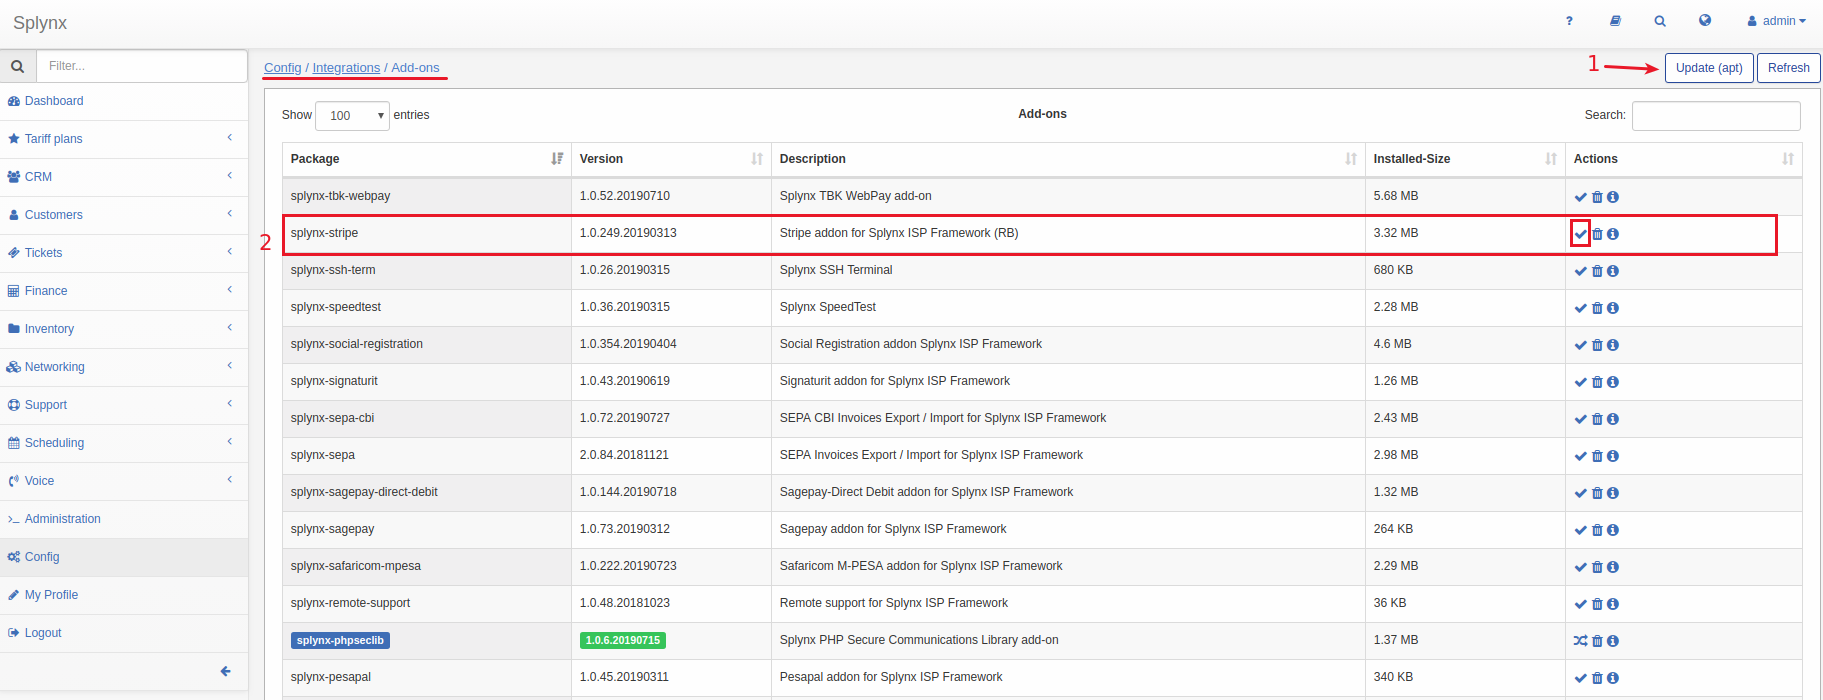 Splynx
? admin
Filter...
Config / Integrations / Add-ons
1
Update (apt)
Refresh
Dashboard
Tariff plans
CRM
Customers
Tickets
Finance
Inventory
Networking
Support
Scheduling
Voice
Administration
Config
My Profile
Logout
Show 100 entries
Add-ons
Search:
Package Version Description Installed-Size Actions
splynx-tbk-webpay 1.0.52.20190710 Splynx TBK WebPay add-on 5.68 MB
2
splynx-stripe 1.0.249.20190313 Stripe addon for Splynx ISP Framework (RB) 3.32 MB
splynx-ssh-term 1.0.26.20190315 Splynx SSH Terminal 680 KB
splynx-speedtest 1.0.36.20190315 Splynx SpeedTest 2.28 MB
splynx-social-registration 1.0.354.20190404 Social Registration addon Splynx ISP Framework 4.6 MB
splynx-signaturit 1.0.43.20190619 Signaturit addon for Splynx ISP Framework 1.26 MB
splynx-sepa-cbi 1.0.72.20190727 SEPA CBI Invoices Export / Import for Splynx ISP Framework 2.43 MB
splynx-sepa 2.0.84.20181121 SEPA Invoices Export / Import for Splynx ISP Framework 2.98 MB
splynx-sagepay-direct-debit 1.0.144.20190718 Sagepay-Direct Debit addon for Splynx ISP Framework 1.32 MB
splynx-sagepay 1.0.73.20190312 Sagepay addon for Splynx ISP Framework 264 KB
splynx-safaricom-mpesa 1.0.222.20190723 Safaricom M-PESA addon for Splynx ISP Framework 2.29 MB
splynx-remote-support 1.0.48.20181023 Remote support for Splynx ISP Framework 36 KB
splynx-phpseclib 1.0.6.20190715 Splynx PHP Secure Communications Library add-on 1.37 MB
splynx-pesapal 1.0.45.20190311 Pesapal addon for Splynx ISP Framework 340 KB